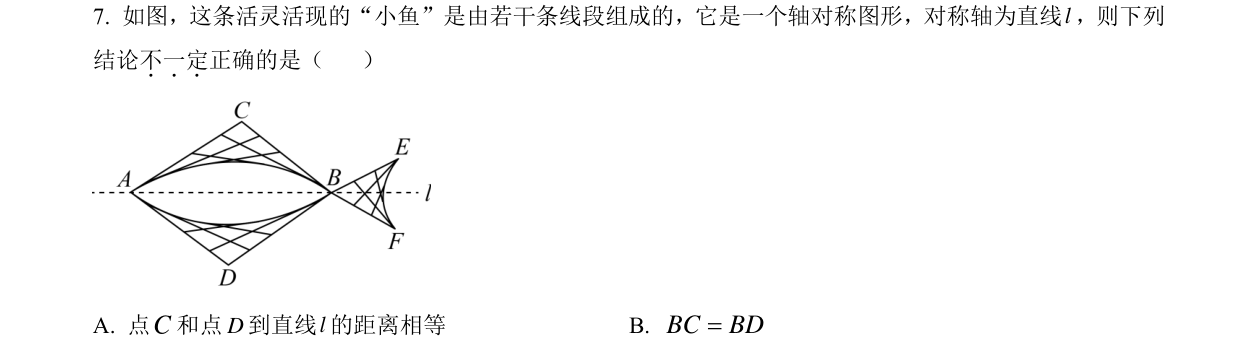 7. 如图，这条活灵活现的“小鱼”是由若干条线段组成的，它是一个轴对称图形，对称轴为直线l，则下列
结论不一定正确的是（　　）
C
E
A
B
l
F
D
A. 点C和点D到直线l的距离相等
B. BC = BD